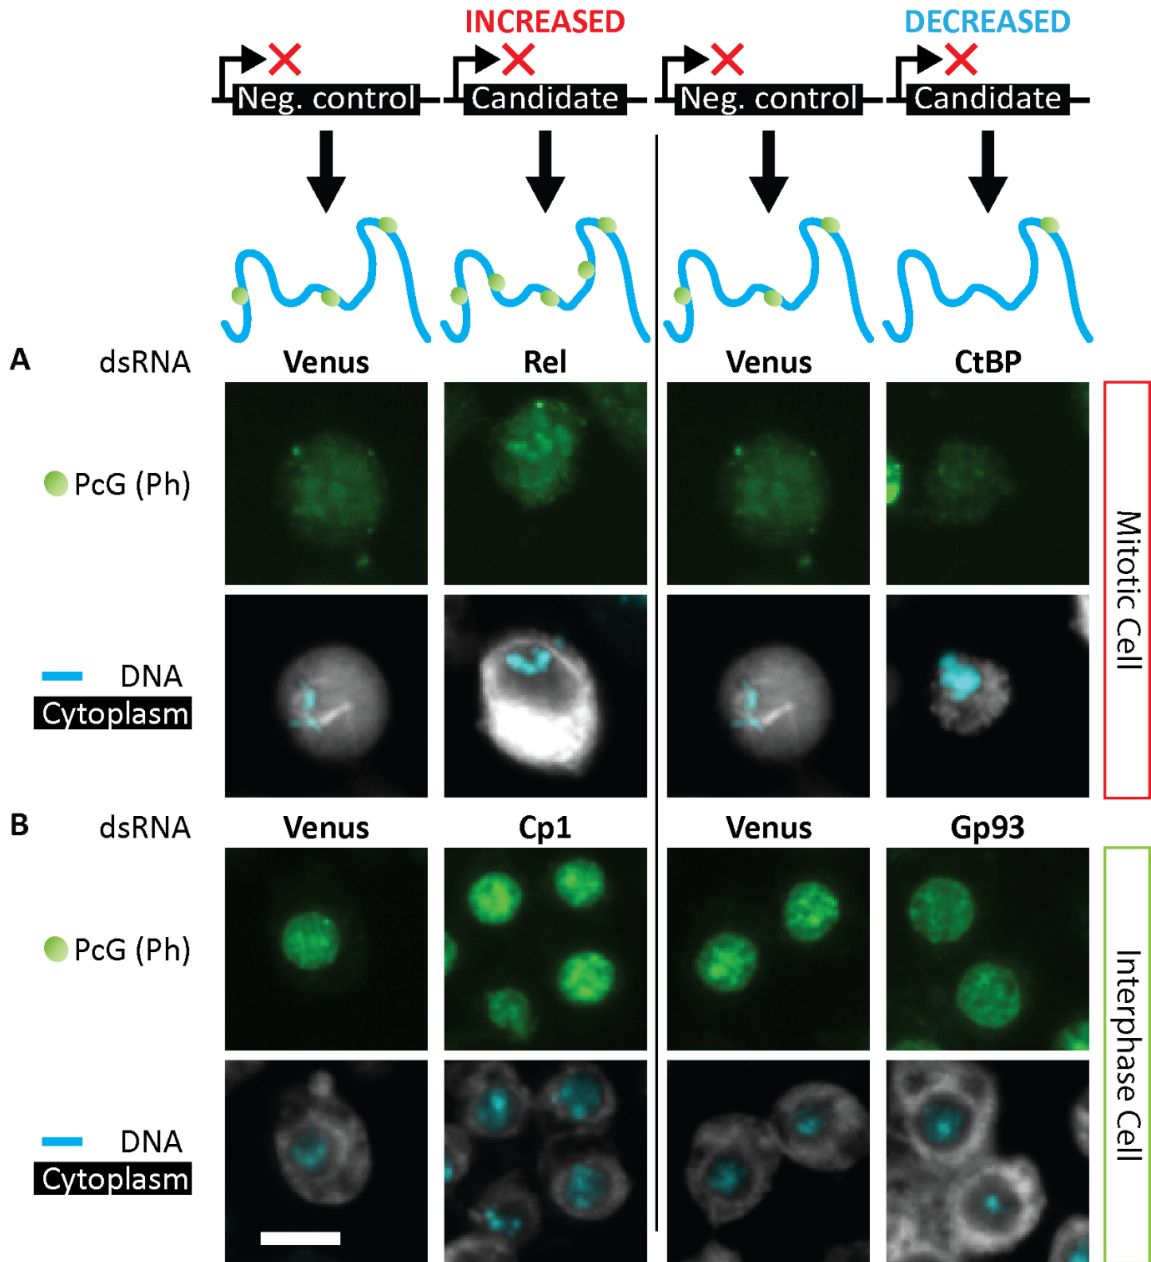 INCREASED
DECREASED
Neg. control
Candidate
Neg. control
Candidate
A
dsRNA
Venus
Rel
Venus
CtBP
PcG (Ph)
DNA
Cytoplasm
Mitotic Cell
B
dsRNA
Venus
Cp1
Venus
Gp93
PcG (Ph)
DNA
Cytoplasm
Interphase Cell